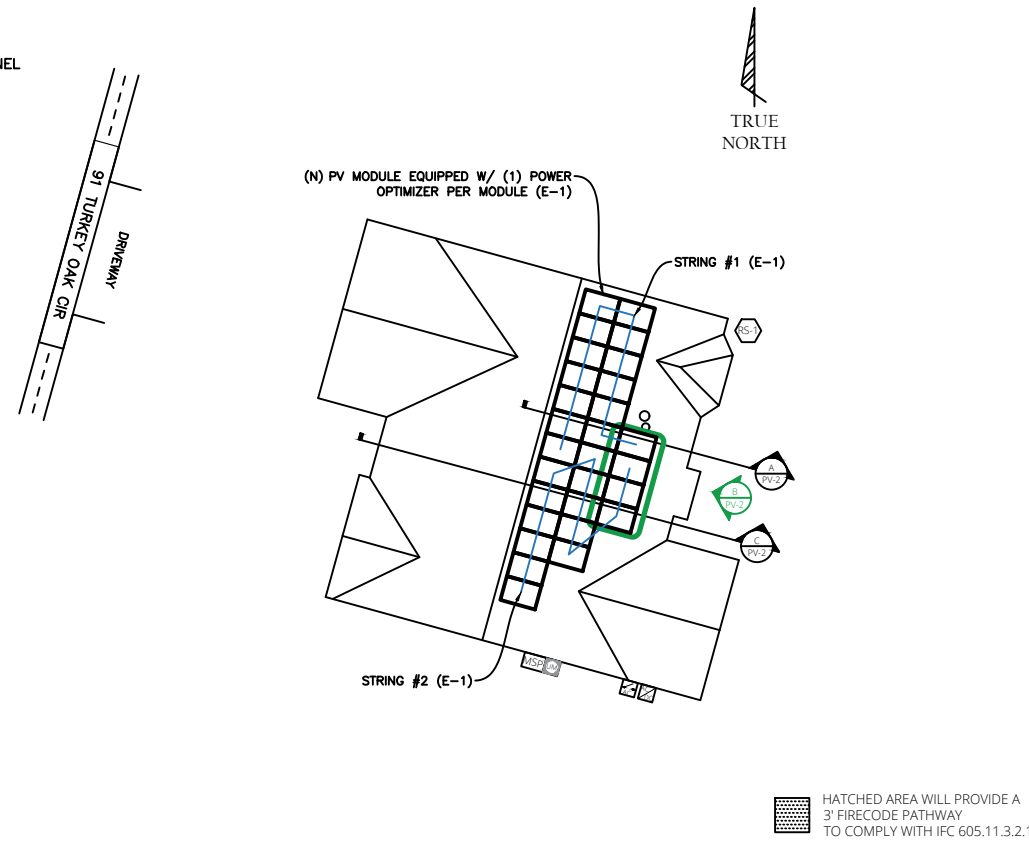 NEL
TRUE
NORTH
(N) PV MODULE EQUIPPED W/ (1) POWER
OPTIMIZER PER MODULE (E-1)
91 TURKEY OAK CIR
DRIVEWAY
STRING #1 (E-1)
RS-1
A
PV-2
B
PV-2
C
PV-2
MSP
UM
STRING #2 (E-1)
HATCHED AREA WILL PROVIDE A
3' FIRECODE PATHWAY
TO COMPLY WITH IFC 605.11.3.2.1